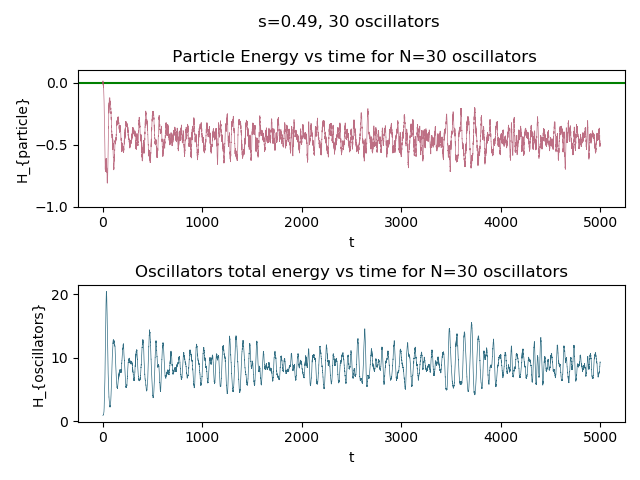 s=0.49, 30 oscillators
Particle Energy vs time for N=30 oscillators
0.0
−0.5
−1.0
H_{particle}
0
1000
2000
3000
4000
5000
t
Oscillators total energy vs time for N=30 oscillators
20
10
0
H_{oscillators}
0
1000
2000
3000
4000
5000
t